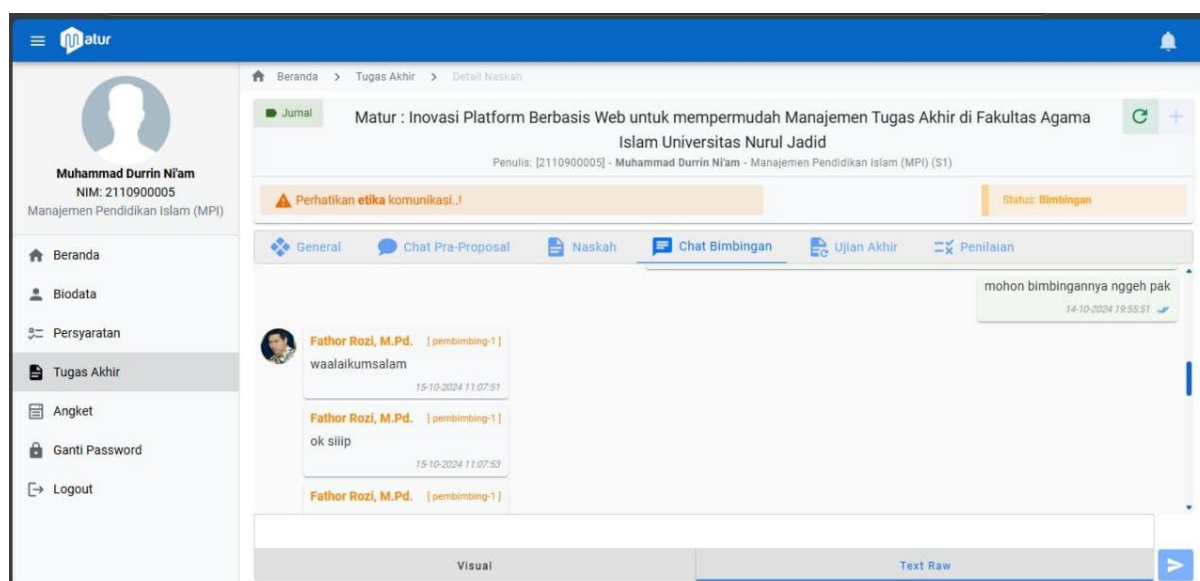 Matur
Muhammad Durrin Ni'am
NIM: 2110900005
Manajemen Pendidikan Islam (MPI)
Beranda
Biodata
Persyaratan
Tugas Akhir
Angket
Ganti Password
Logout
Beranda > Tugas Akhir > Detail Naskah
Jurnal
Matur : Inovasi Platform Berbasis Web untuk mempermudah Manajemen Tugas Akhir di Fakultas Agama
Islam Universitas Nurul Jadid
Penulis: [2110900005] - Muhammad Durrin Ni'am - Manajemen Pendidikan Islam (MPI) (S1)
Perhatikan etika komunikasi..!
Status: Bimbingan
General
Chat Pra-Proposal
Naskah
Chat Bimbingan
Ujian Akhir
Penilaian
mohon bimbingannya nggeh pak
14-10-2024 19:55:51
Fathor Rozi, M.Pd. [ pembimbing-1 ]
waalaikumsalam
15-10-2024 11:07:51
Fathor Rozi, M.Pd. [ pembimbing-1 ]
ok siiip
15-10-2024 11:07:53
Fathor Rozi, M.Pd. [ pembimbing-1 ]
Visual
Text Raw